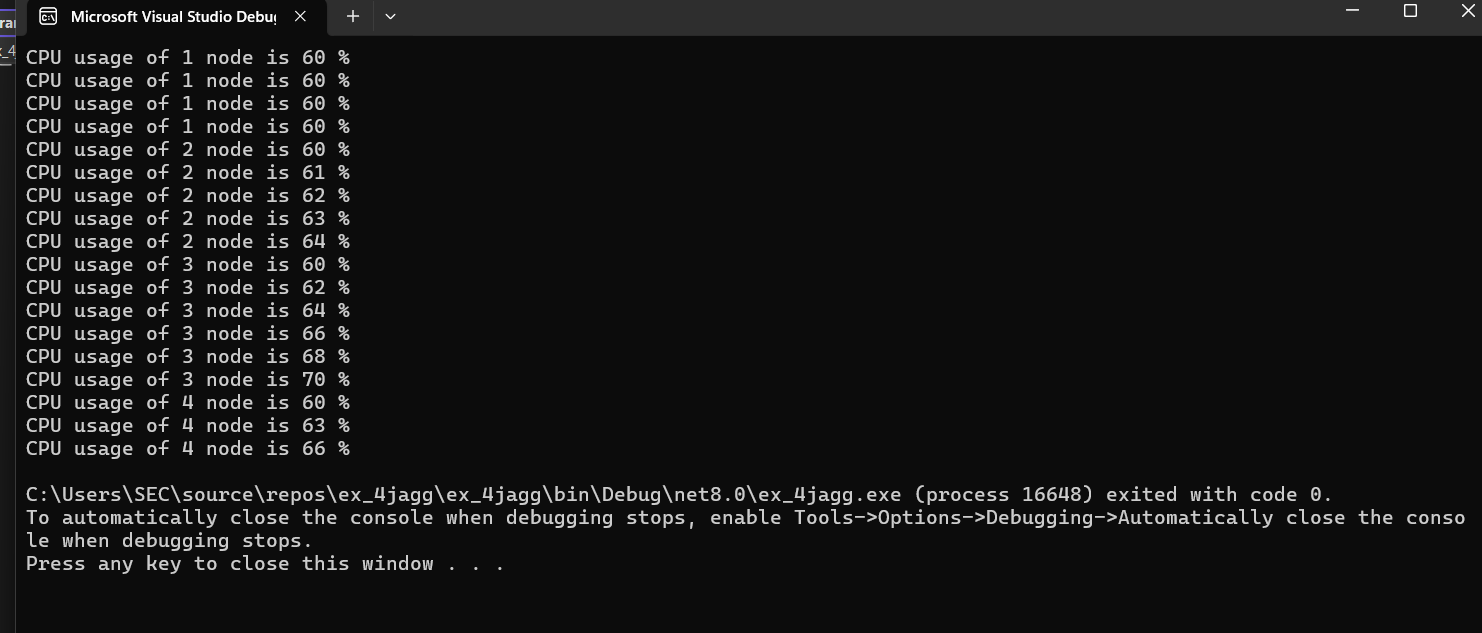 ra
Microsoft Visual Studio Debu
x_4
CPU usage of 1 node is 60 %
CPU usage of 1 node is 60 %
CPU usage of 1 node is 60 %
CPU usage of 1 node is 60 %
CPU usage of 2 node is 60 %
CPU usage of 2 node is 61 %
CPU usage of 2 node is 62 %
CPU usage of 2 node is 63 %
CPU usage of 2 node is 64 %
CPU usage of 3 node is 60 %
CPU usage of 3 node is 62 %
CPU usage of 3 node is 64 %
CPU usage of 3 node is 66 %
CPU usage of 3 node is 68 %
CPU usage of 3 node is 70 %
CPU usage of 4 node is 60 %
CPU usage of 4 node is 63 %
CPU usage of 4 node is 66 %
C:\Users\SEC\source\repos\ex_4jagg\ex_4jagg\bin\Debug\net8.0\ex_4jagg.exe (process 16648) exited with code 0.
To automatically close the console when debugging stops, enable Tools->Options->Debugging->Automatically close the conso
le when debugging stops.
Press any key to close this window . . .